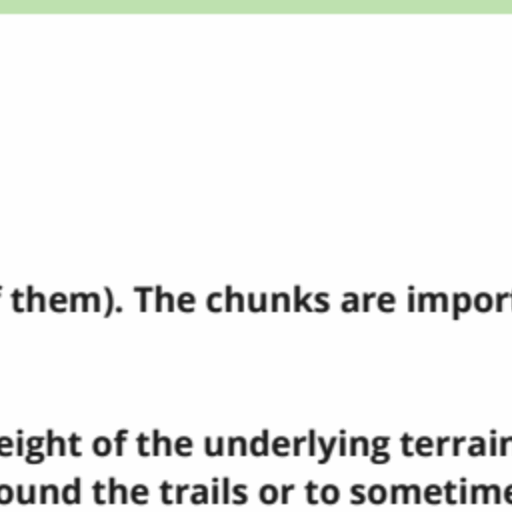 f them). The chunks are import
eight of the underlying terrain
ound the trails or to sometime